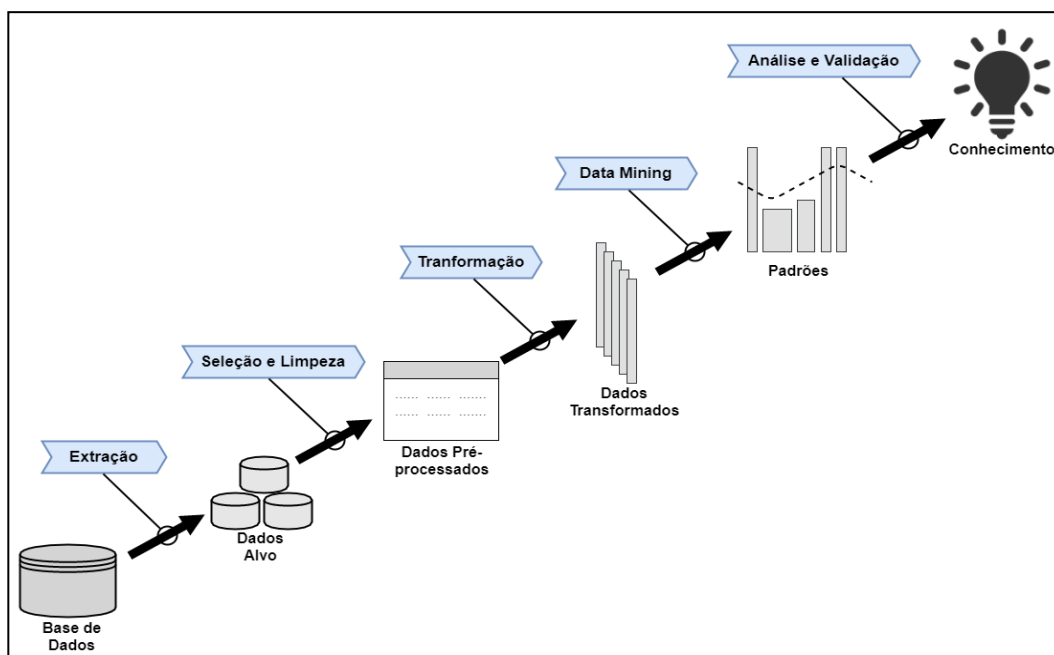 Análise e Validação
Conhecimento
Data Mining
Padrões
Tranformação
Dados
Transformados
Seleção e Limpeza
Dados Pré-
processados
Extração
Dados
Alvo
Base de
Dados